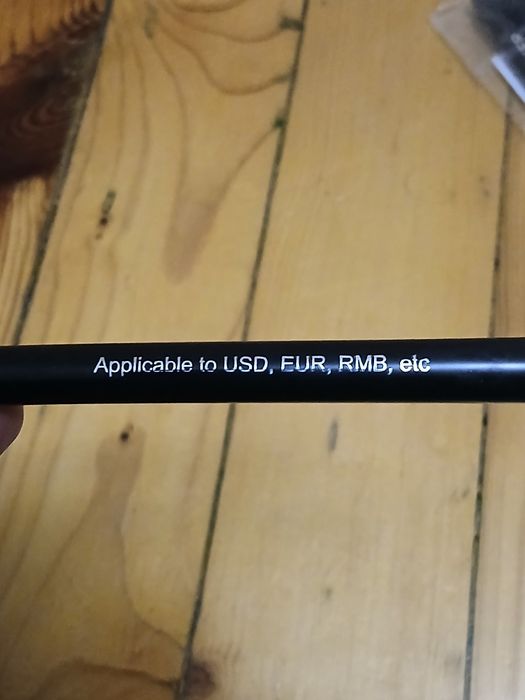 Applicable to USD, EUR, RMB, etc